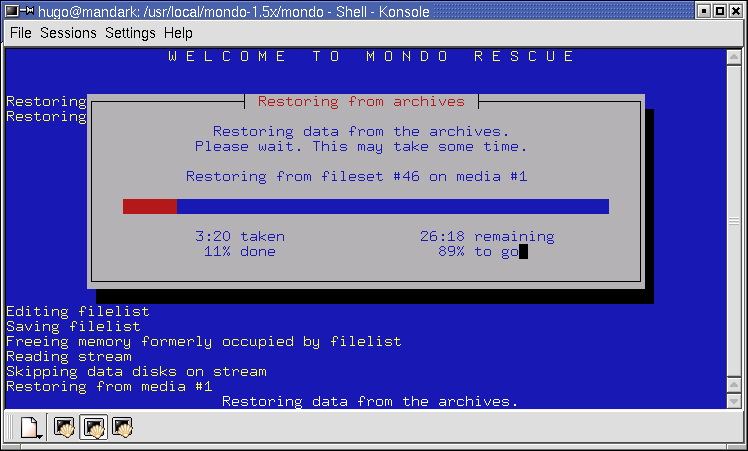 hugo@mandark: /usr/local/mondo-1.5x/mondo - Shell - Konsole
File Sessions Settings Help
W E L C O M E   T O   M O N D O   R E S C U E
Restoring
Restoring
Restoring from archives
Restoring data from the archives.
Please wait. This may take some time.
Restoring from fileset #46 on media #1
3:20 taken 26:18 remaining
11% done 89% to go
Editing filelist
Saving filelist
Freeing memory formerly occupied by filelist
Reading stream
Skipping data disks on stream
Restoring from media #1
Restoring data from the archives.